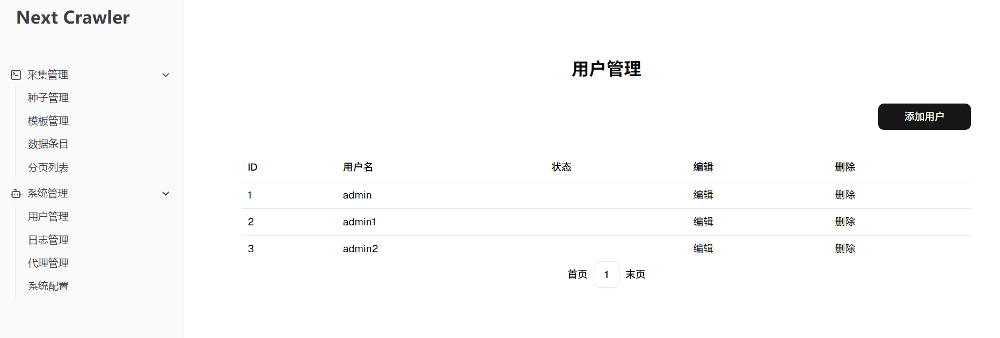 Next Crawler
采集管理
种子管理
模板管理
数据条目
分页列表
系统管理
用户管理
日志管理
代理管理
系统配置
用户管理
添加用户
ID 用户名 状态 编辑 删除
1 admin 编辑 删除
2 admin1 编辑 删除
3 admin2 编辑 删除
首页 1 末页